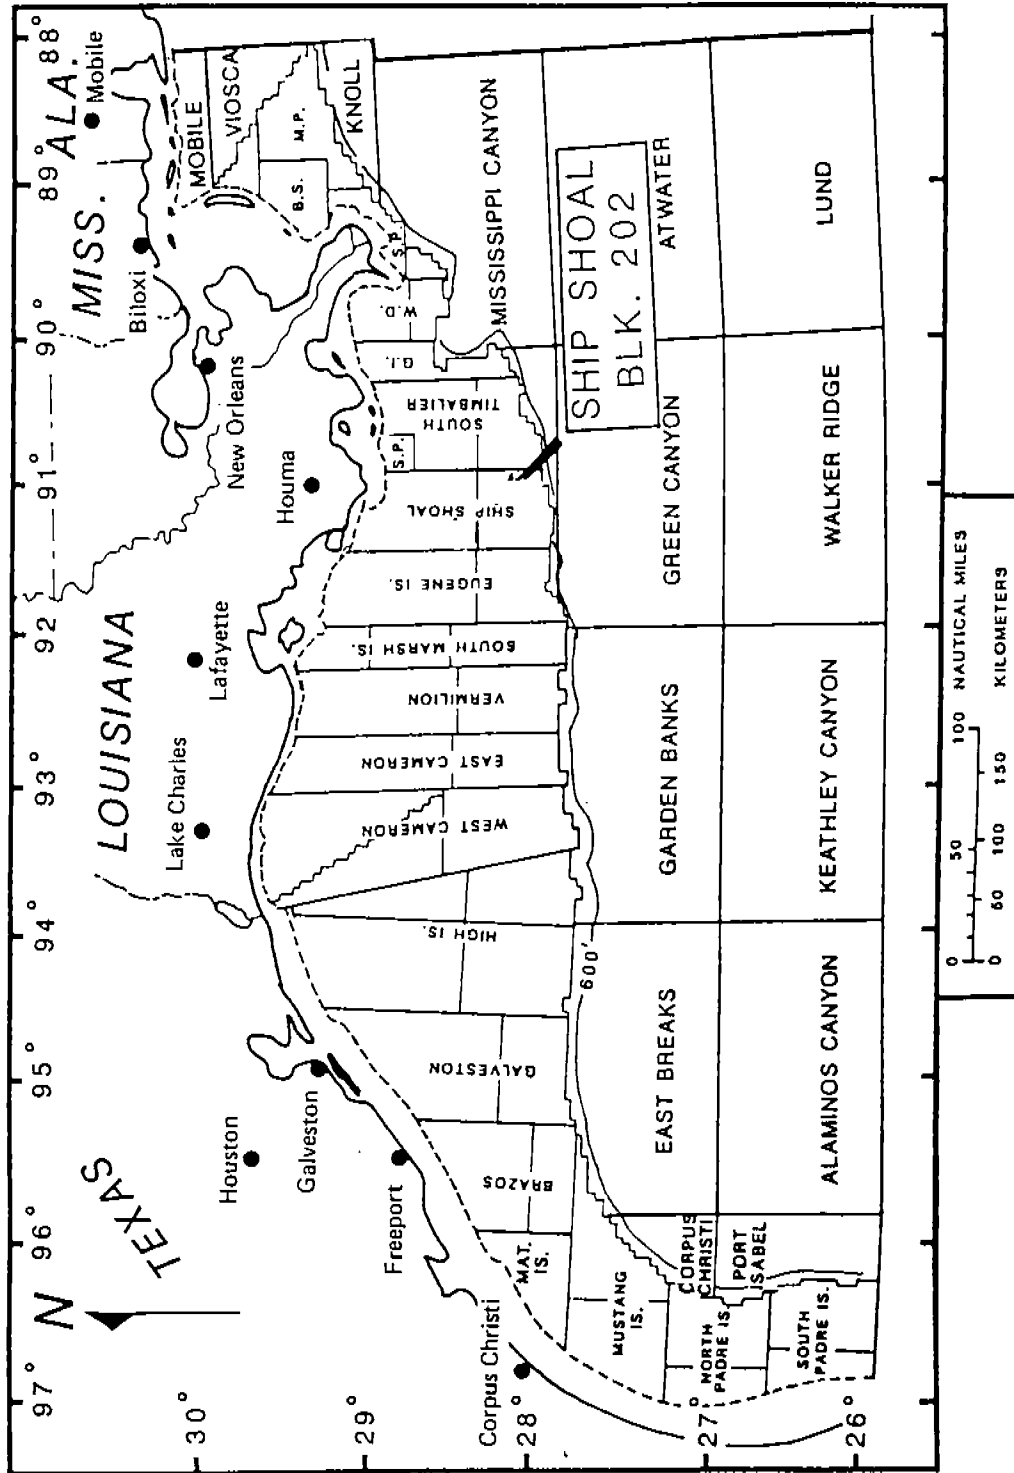 97° 96° 95° 94° 93° 92° 91° 90° 89° 88°
N
TEXAS
LOUISIANA
MISS.
ALA.
Houston
Galveston
Freeport
Corpus Christi
Lake Charles
Lafayette
New Orleans
Houma
Biloxi
Mobile
30°
29°
28°
27°
26°
MOBILE
VIOSCA
KNOLL
M.P.
B.S.
S.P.
W.D.
G.I.
SOUTH
TIMBALIER
S.P.
SHIP SHOAL
EUGENE IS.
SOUTH MARSH IS.
VERMILION
EAST CAMERON
WEST CAMERON
HIGH IS.
GALVESTON
BRAZOS
MAT.
IS.
MUSTANG
IS.
CORPUS
CHRISTI
PORT
ISABEL
NORTH
PADRE IS.
SOUTH
PADRE IS.
600'
MISSISSIPPI CANYON
SHIP SHOAL
BLK. 202
EAST BREAKS
GARDEN BANKS
GREEN CANYON
ATWATER
ALAMINOS CANYON
KEATHLEY CANYON
WALKER RIDGE
LUND
0 50 100 NAUTICAL MILES
0 50 100 150 KILOMETERS